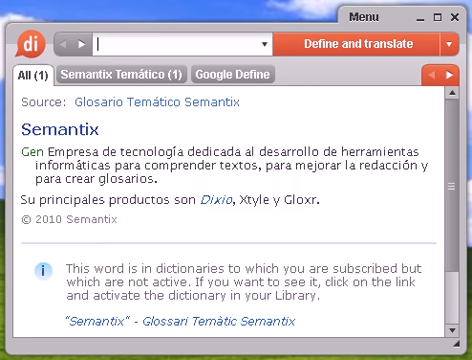 Menu
di
Define and translate
All (1)
Semantix Temático (1)
Google Define
Source: Glosario Temático Semantix
Semantix
Gen Empresa de tecnología dedicada al desarrollo de herramientas
informáticas para comprender textos, para mejorar la redacción y
para crear glosarios.
Su principales productos son Dixio, Xtyle y Gloxr.
© 2010 Semantix
i
This word is in dictionaries to which you are subscribed but
which are not active. If you want to see it, click on the link
and activate the dictionary in your Library.
"Semantix" - Glossari Temàtic Semantix